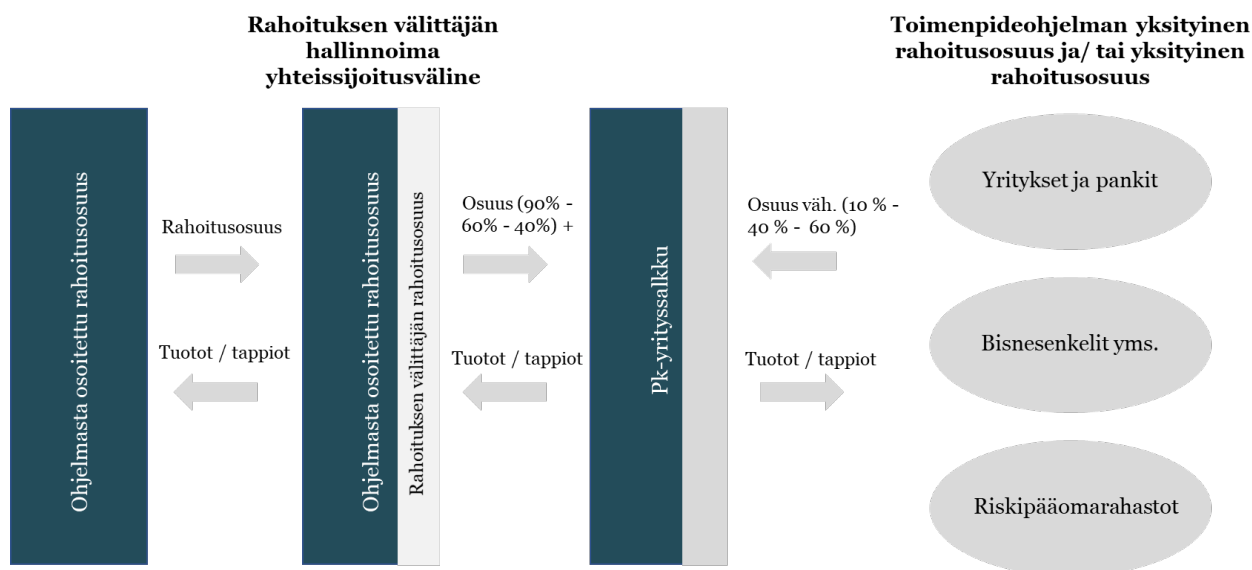 Rahoituksen välittäjän
hallinnoima
yhteissijoitusväline
Toimenpideohjelman yksityinen
rahoitusosuus ja/ tai yksityinen
rahoitusosuus
Ohjelmasta osoitettu rahoitusosuus
Rahoitusosuus
Tuotot / tappiot
Ohjelmasta osoitettu rahoitusosuus
Rahoituksen välittäjän rahoitusosuus
Osuus (90% -
60% - 40%) +
Tuotot / tappiot
Pk-yrityssalkku
Osuus väh. (10 % -
40 % - 60 %)
Tuotot / tappiot
Yritykset ja pankit
Bisnesenkelit yms.
Riskipääomarahastot